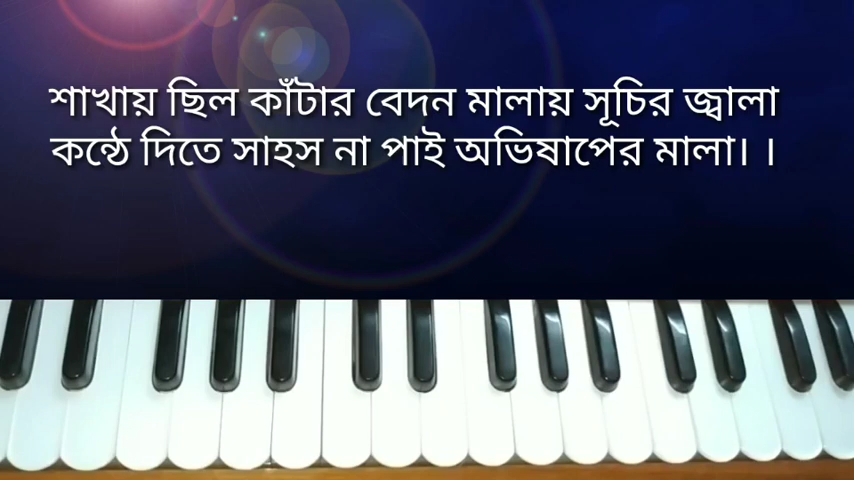 শাখায় ছিল কাঁটার বেদন মালায় সূচির জ্বালা
কন্ঠে দিতে সাহস না পাই অভিষাপের মালা। ।